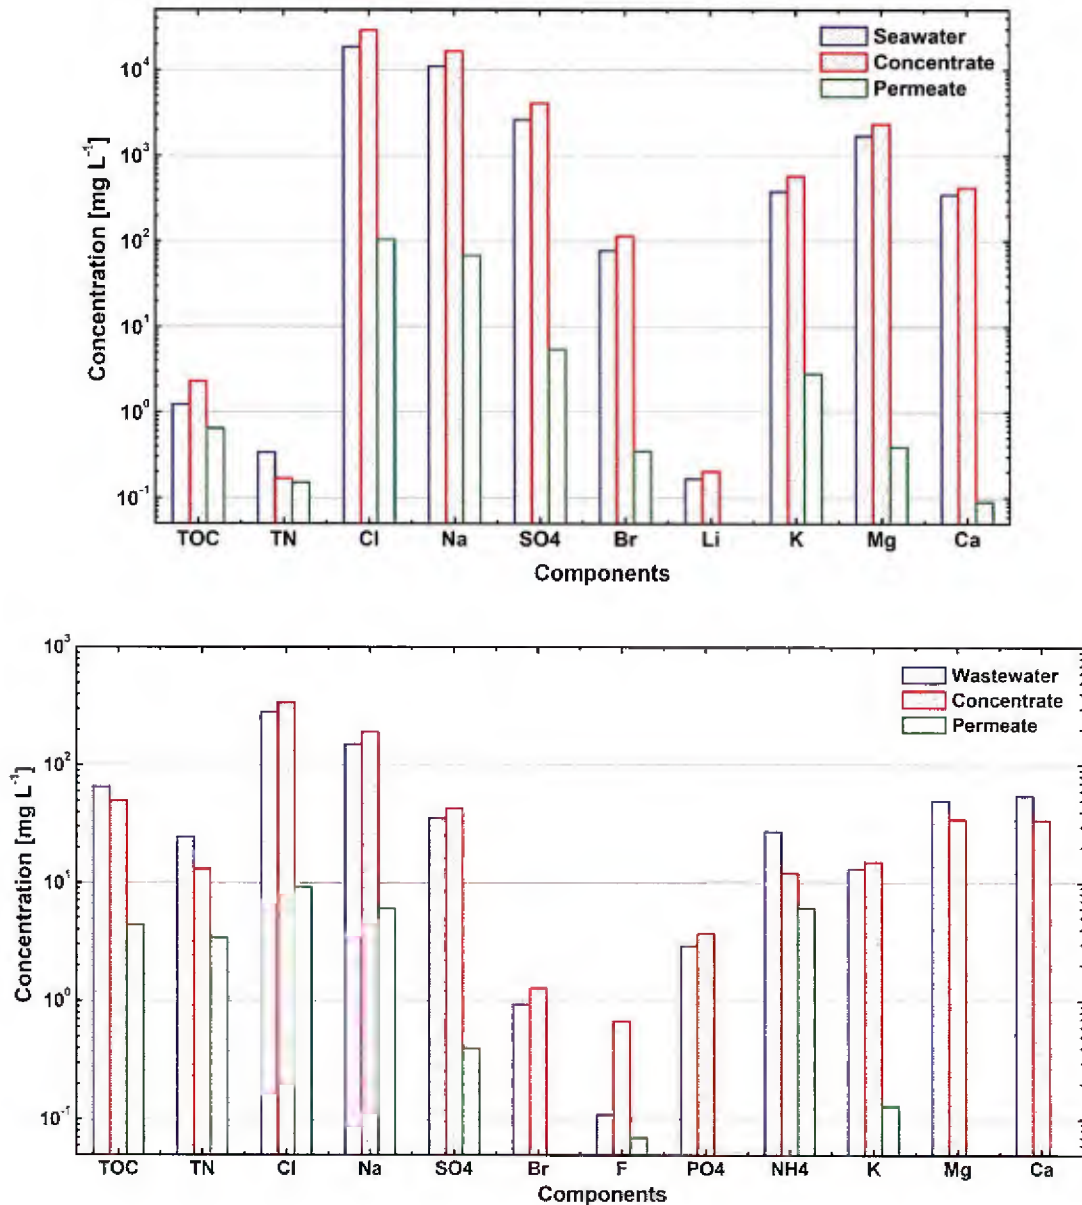 Seawater
Concentrate
Permeate
10⁴
10³
10²
10¹
10⁰
10⁻¹
Concentration [mg L⁻¹]
TOC TN Cl Na SO4 Br Li K Mg Ca
Components
10³
10²
10¹
10⁰
10⁻¹
Wastewater
Concentrate
Permeate
Concentration [mg L⁻¹]
TOC TN Cl Na SO4 Br F PO4 NH4 K Mg Ca
Components